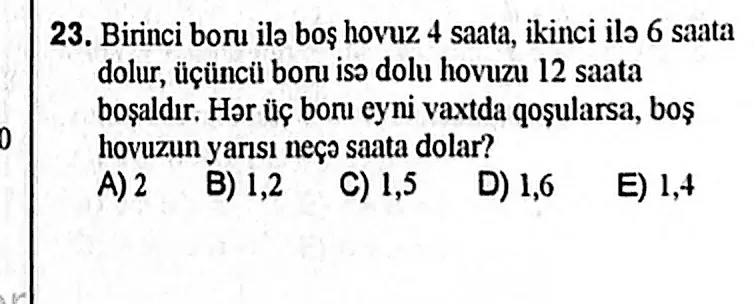 23. Birinci boru ilə boş hovuz 4 saata, ikinci ilə 6 saata
dolur, üçüncü boru isə dolu hovuzu 12 saata
boşaldır. Hər üç boru eyni vaxtda qoşularsa, boş
hovuzun yarısı neçə saata dolar?
A) 2 B) 1,2 C) 1,5 D) 1,6 E) 1,4